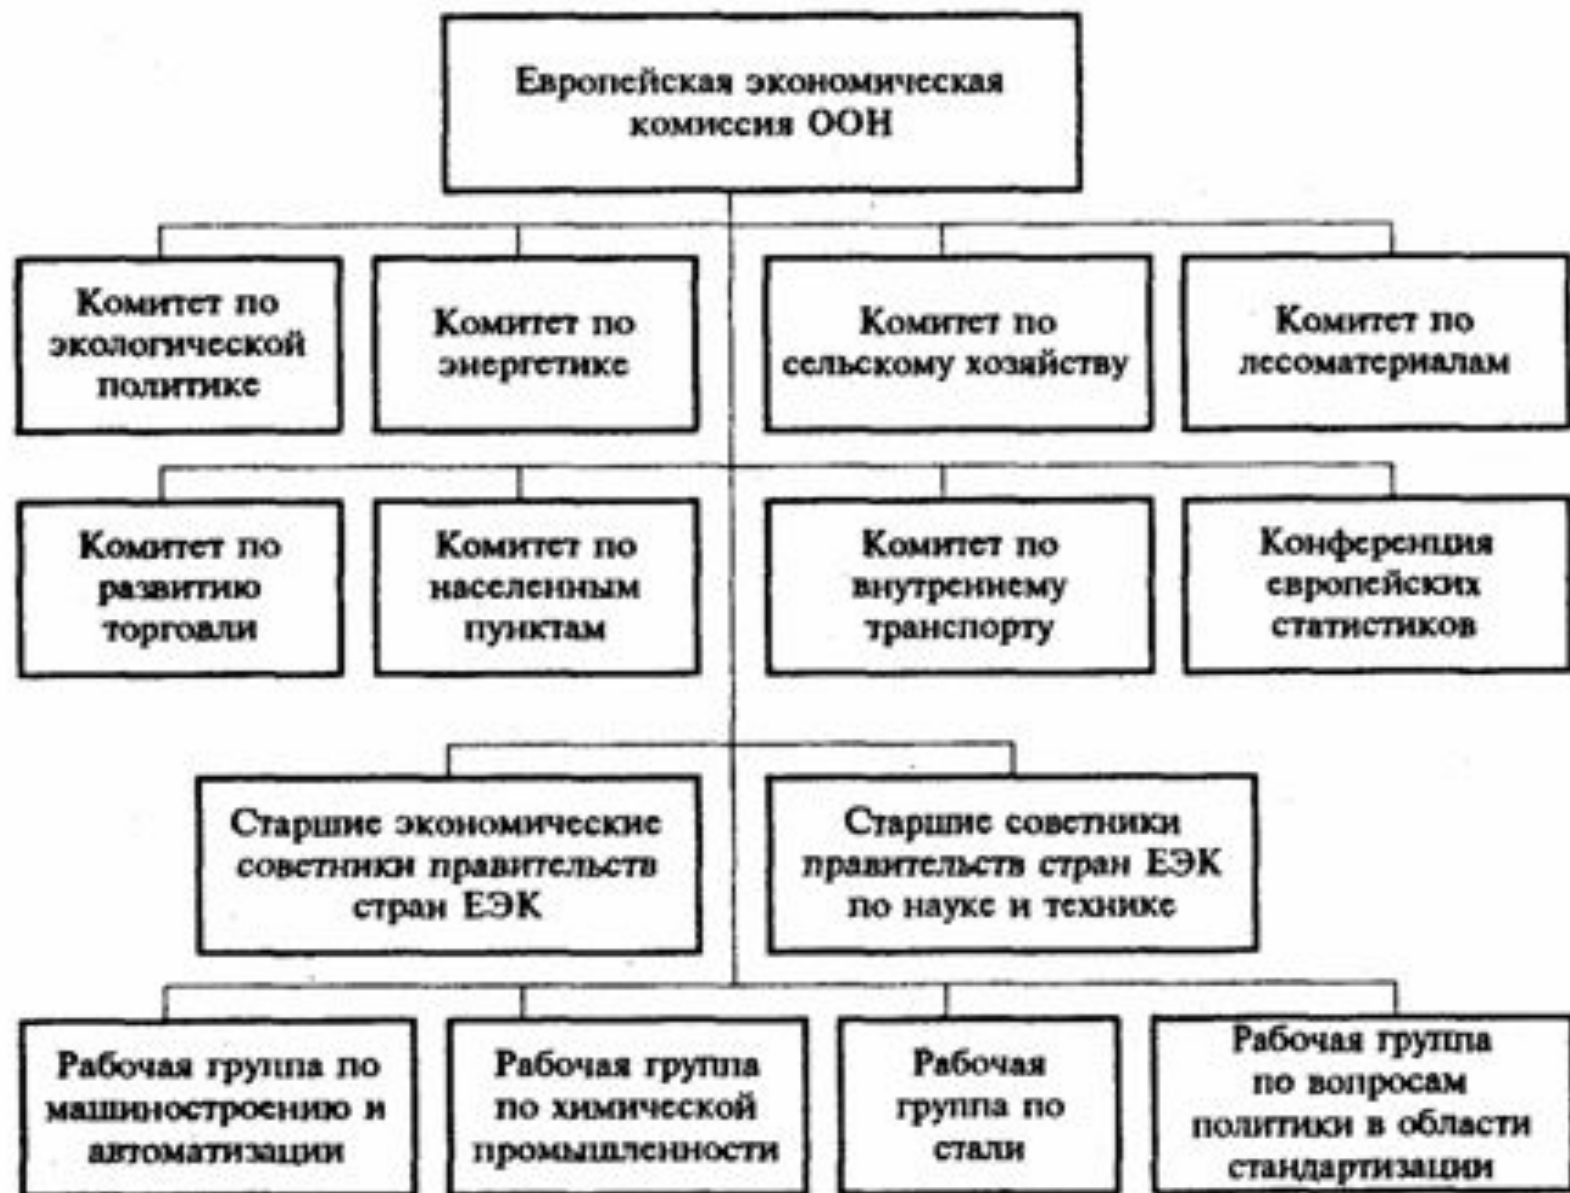 Европейская экономическая
комиссия ООН
Комитет по
экологической
политике
Комитет по
энергетике
Комитет по
сельскому хозяйству
Комитет по
лесоматериалам
Комитет по
развитию
торговли
Комитет по
населенным
пунктам
Комитет по
внутреннему
транспорту
Конференция
европейских
статистиков
Старшие экономические
советники правительств
стран ЕЭК
Старшие советники
правительств стран ЕЭК
по науке и технике
Рабочая группа по
машиностроению и
автоматизации
Рабочая группа
по химической
промышленности
Рабочая
группа по
стали
Рабочая группа
по вопросам
политики в области
стандартизации